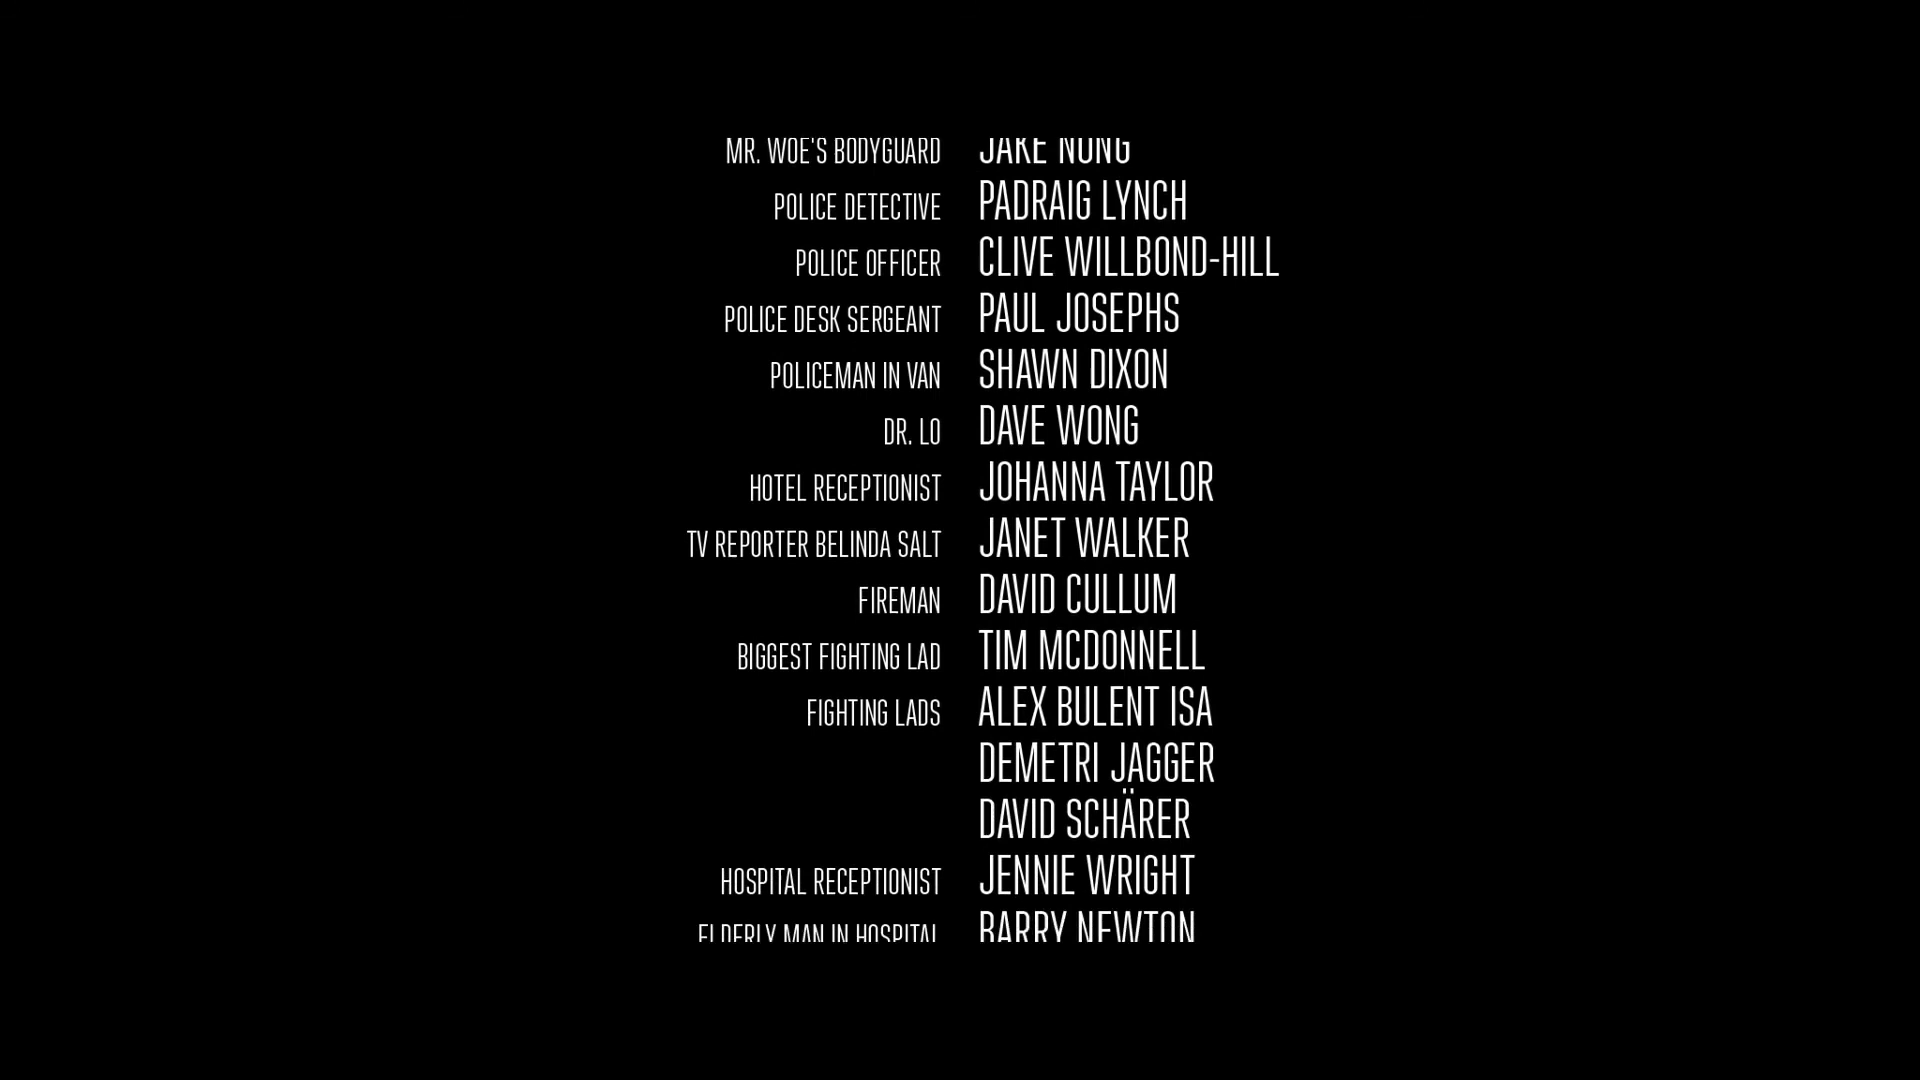 MR. WOE'S BODYGUARD JAKE NUNG
POLICE DETECTIVE PADRAIG LYNCH
POLICE OFFICER CLIVE WILLBOND-HILL
POLICE DESK SERGEANT PAUL JOSEPHS
POLICEMAN IN VAN SHAWN DIXON
DR. LO DAVE WONG
HOTEL RECEPTIONIST JOHANNA TAYLOR
TV REPORTER BELINDA SALT JANET WALKER
FIREMAN DAVID CULLUM
BIGGEST FIGHTING LAD TIM MCDONNELL
FIGHTING LADS ALEX BULENT ISA
DEMETRI JAGGER
DAVID SCHÄRER
HOSPITAL RECEPTIONIST JENNIE WRIGHT
ELDERLY MAN IN HOSPITAL BARRY NEWTON